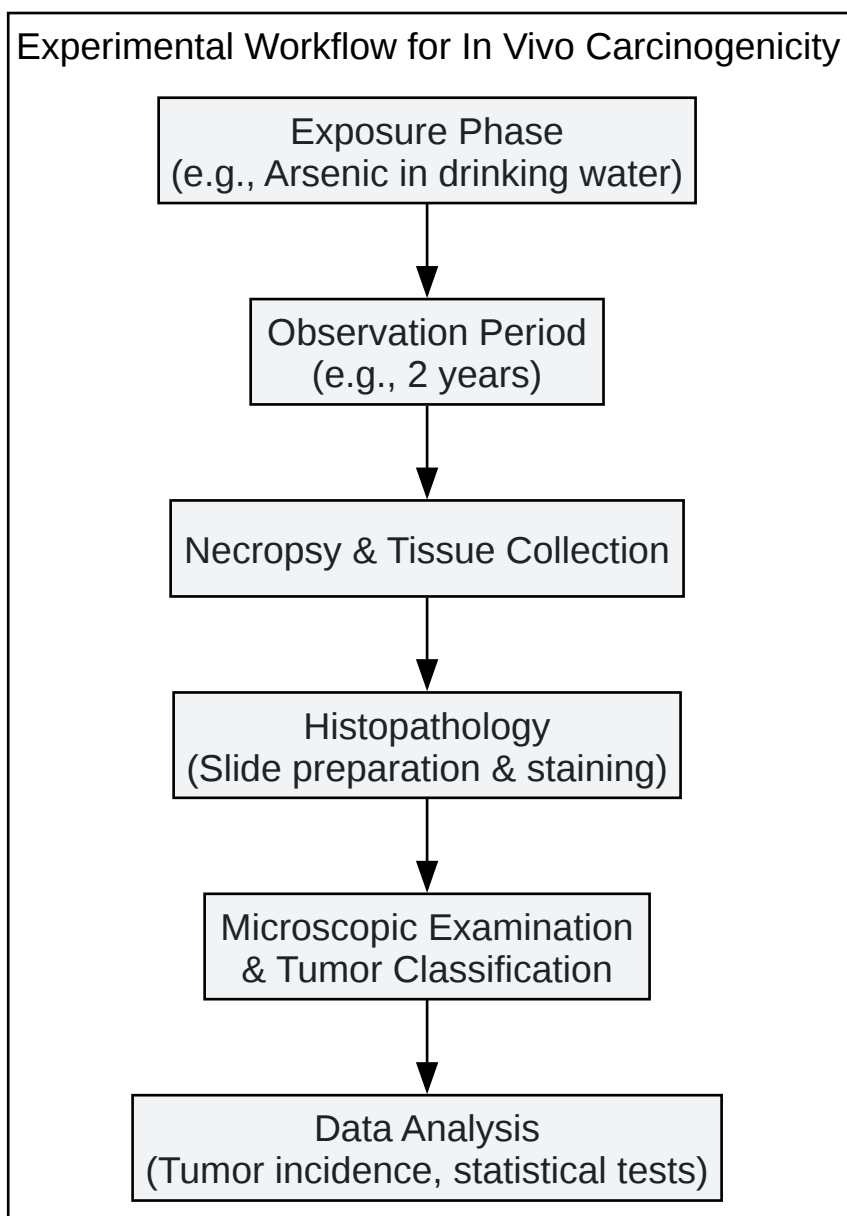 Experimental Workflow for In Vivo Carcinogenicity
Exposure Phase
(e.g., Arsenic in drinking water)
Observation Period
(e.g., 2 years)
Necropsy & Tissue Collection
Histopathology
(Slide preparation & staining)
Microscopic Examination
& Tumor Classification
Data Analysis
(Tumor incidence, statistical tests)